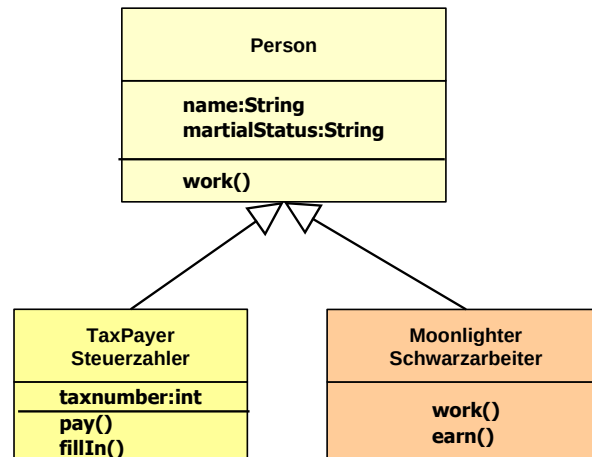 Person
name:String
martialStatus:String
work()
TaxPayer
Steuerzahler
taxnumber:int
pay()
fillIn()
Moonlighter
Schwarzarbeiter
work()
earn()